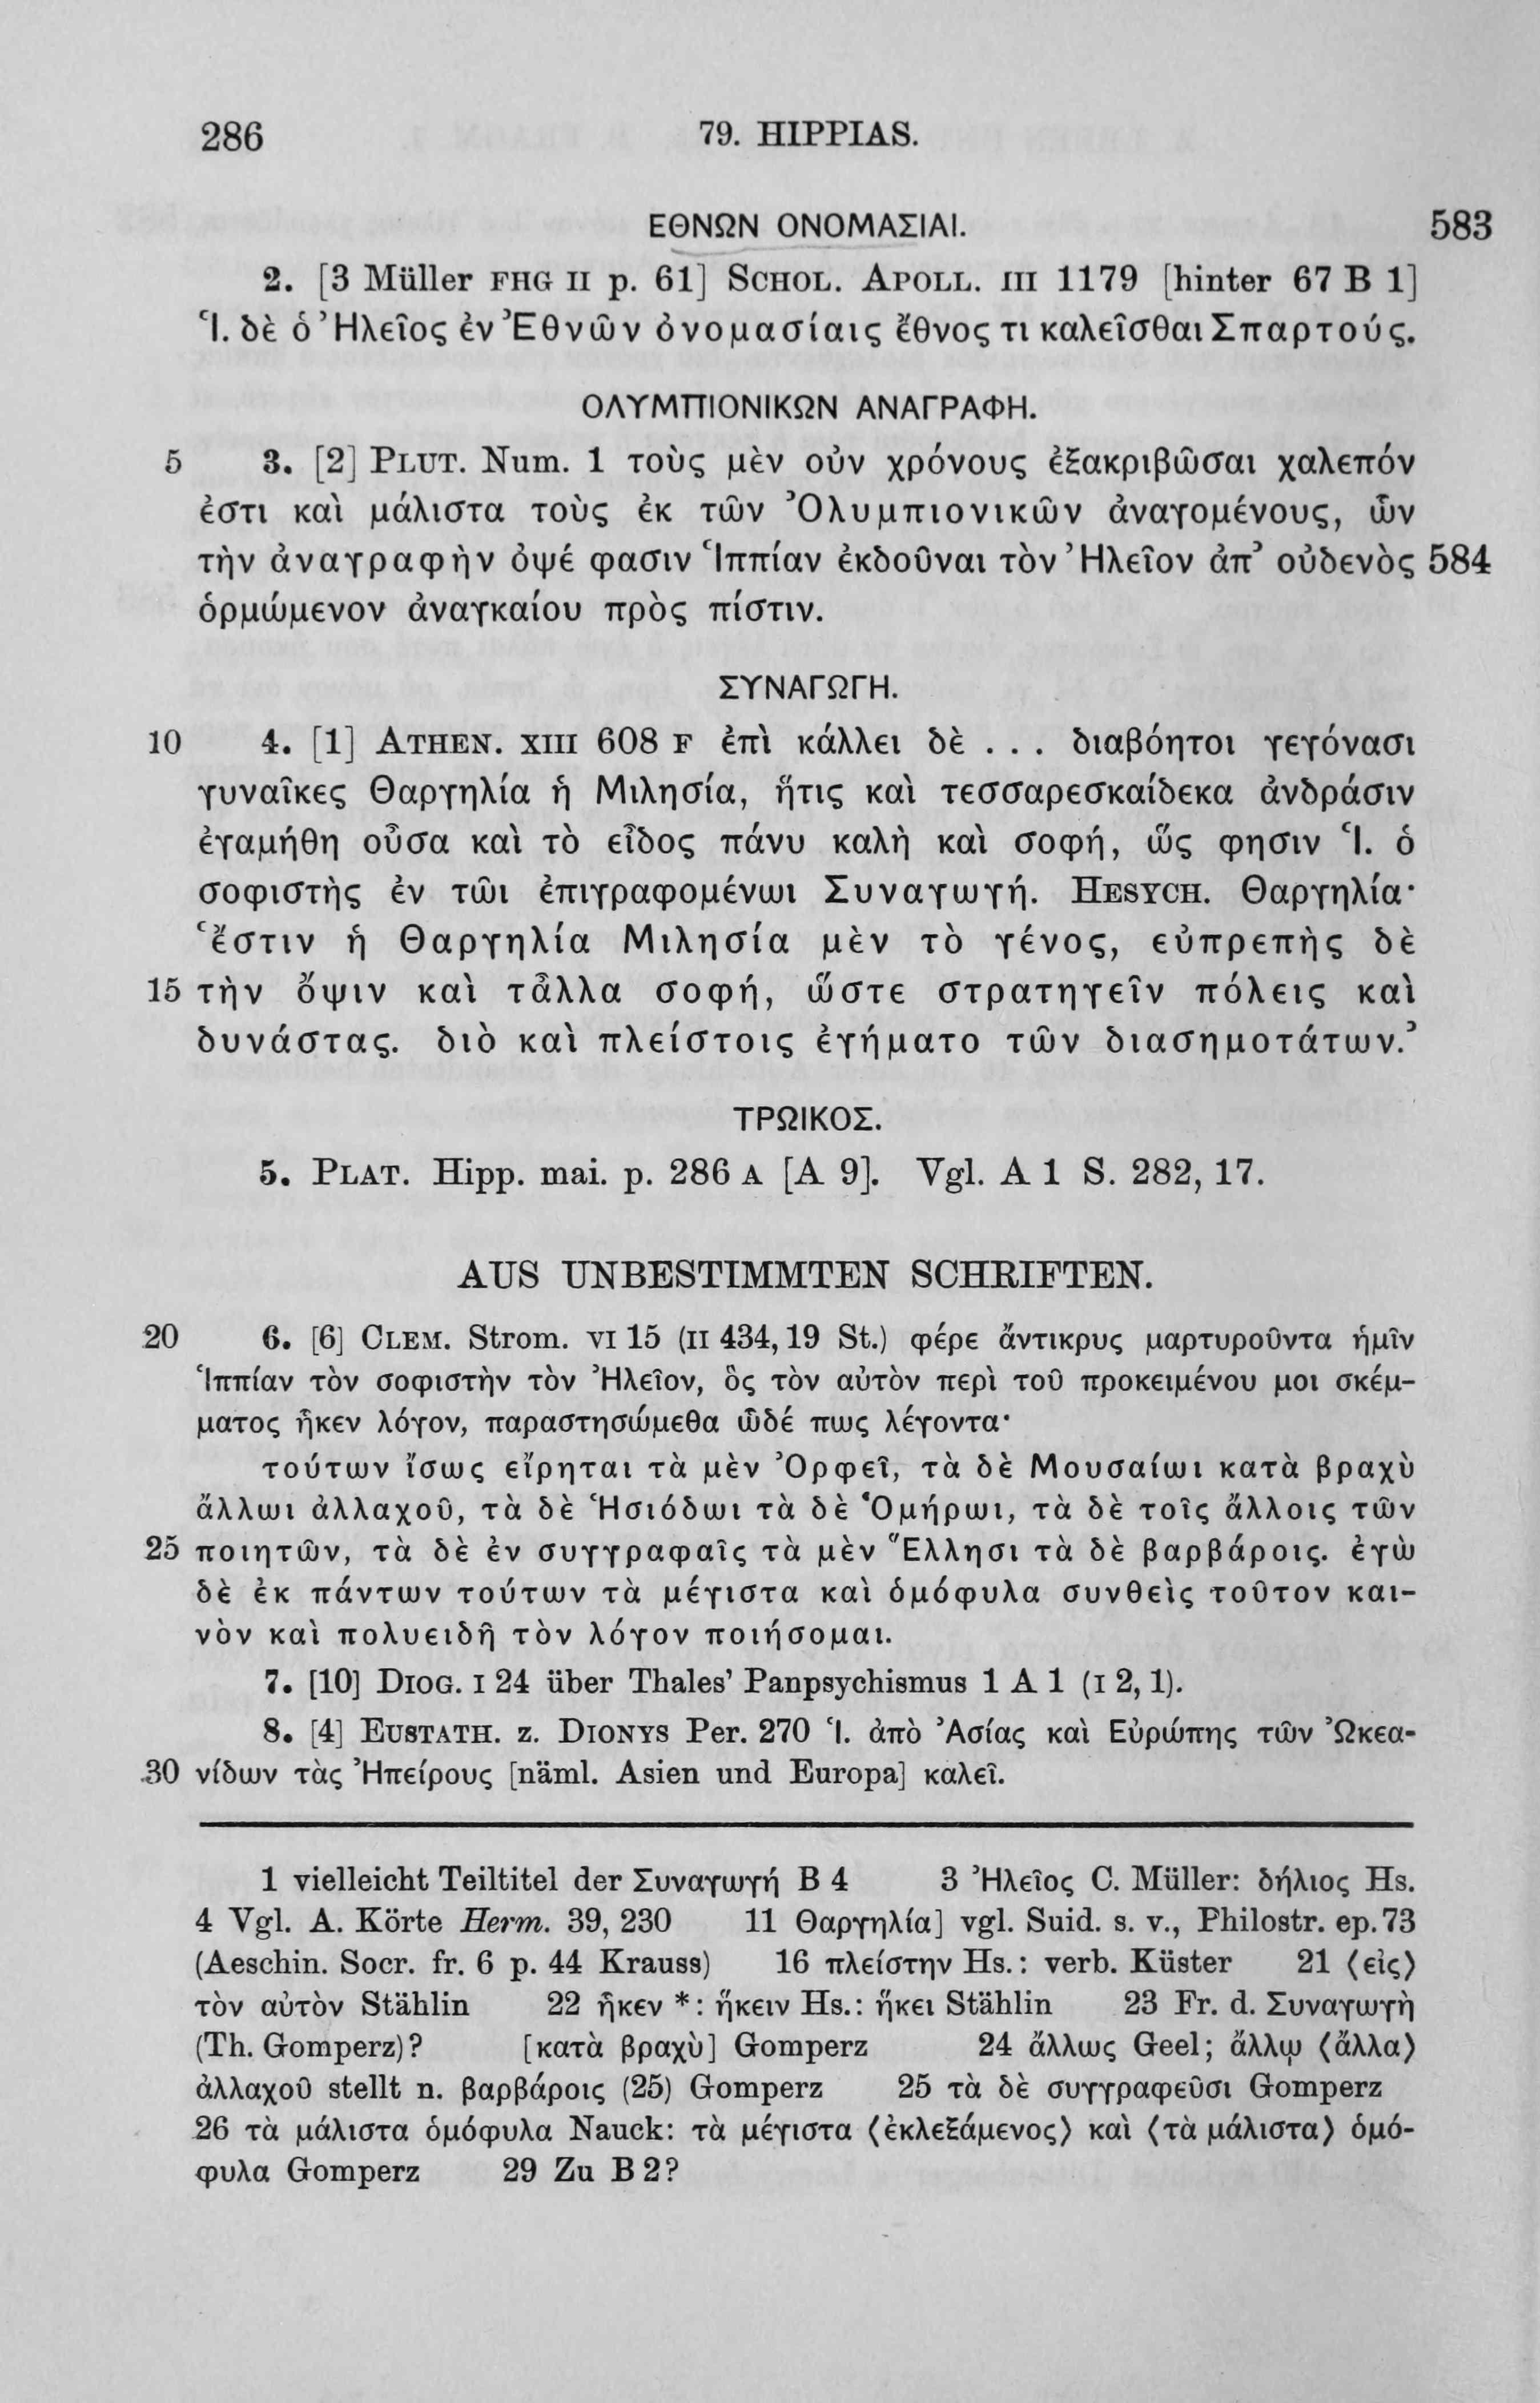 286 79. HIPPIAS.
ΕΘΝΩΝ ΟΝΟΜΑΣΙΑΙ. 583
2. [3 Müller FHG II p. 61] SCHOL. APOLL. III 1179 [hinter 67 B 1]
Ἱ. δὲ ὁ Ἠλεῖος ἐν Ἐθνῶν ὀνομασίαις ἔθνος τι καλεῖσθαι Σπαρτούς.
ΟΛΥΜΠΙΟΝΙΚΩΝ ΑΝΑΓΡΑΦΗ.
5 3. [2] PLUT. Num. 1 τοὺς μὲν οὖν χρόνους ἐξακριβῶσαι χαλεπόν
ἐστι καὶ μάλιστα τοὺς ἐκ τῶν Ὀλυμπιονικῶν ἀναγομένους, ὧν
τὴν ἀναγραφὴν ὀψέ φασιν Ἱππίαν ἐκδοῦναι τὸν Ἠλεῖον ἀπ’ οὐδενὸς 584
ὁρμώμενον ἀναγκαίου πρὸς πίστιν.
ΣΥΝΑΓΩΓΗ.
10 4. [1] ATHEN. XIII 608 F ἐπὶ κάλλει δὲ . . . διαβόητοι γεγόνασι
γυναῖκες Θαργηλία ἡ Μιλησία, ἥτις καὶ τεσσαρεσκαίδεκα ἀνδράσιν
ἐγαμήθη οὖσα καὶ τὸ εἶδος πάνυ καλὴ καὶ σοφή, ὥς φησιν Ἱ. ὁ
σοφιστὴς ἐν τῶι ἐπιγραφομένωι Συναγωγή. HESYCH. Θαργηλία·
‘ἔστιν ἡ Θαργηλία Μιλησία μὲν τὸ γένος, εὐπρεπὴς δὲ
15 τὴν ὄψιν καὶ τἆλλα σοφή, ὥστε στρατηγεῖν πόλεις καὶ
δυνάστας. διὸ καὶ πλείστοις ἐγήματο τῶν διασημοτάτων.’
ΤΡΩΙΚΟΣ.
5. PLAT. Hipp. mai. p. 286 A [A 9]. Vgl. A 1 S. 282, 17.
AUS UNBESTIMMTEN SCHRIFTEN.
20 6. [6] CLEM. Strom. VI 15 (II 434, 19 St.) φέρε ἄντικρυς μαρτυροῦντα ἡμῖν
Ἱππίαν τὸν σοφιστὴν τὸν Ἠλεῖον, ὃς τὸν αὐτὸν περὶ τοῦ προκειμένου μοι σκέμ-
ματος ἧκεν λόγον, παραστησώμεθα ὧδέ πως λέγοντα·
τούτων ἴσως εἴρηται τὰ μὲν Ὀρφεῖ, τὰ δὲ Μουσαίωι κατὰ βραχὺ
ἄλλωι ἀλλαχοῦ, τὰ δὲ Ἡσιόδωι τὰ δὲ Ὁμήρωι, τὰ δὲ τοῖς ἄλλοις τῶν
25 ποιητῶν, τὰ δὲ ἐν συγγραφαῖς τὰ μὲν Ἕλλησι τὰ δὲ βαρβάροις. ἐγὼ
δὲ ἐκ πάντων τούτων τὰ μέγιστα καὶ ὁμόφυλα συνθεὶς τοῦτον και-
νὸν καὶ πολυειδῆ τὸν λόγον ποιήσομαι.
7. [10] DIOG. I 24 über Thales’ Panpsychismus 1 A 1 (I 2, 1).
8. [4] EUSTATH. z. DIONYS Per. 270 Ἱ. ἀπὸ Ἀσίας καὶ Εὐρώπης τῶν Ὠκεα-
30 νίδων τὰς Ἠπείρους [näml. Asien und Europa] καλεῖ.
1 vielleicht Teiltitel der Συναγωγή B 4 3 Ἠλεῖος C. Müller: δήλιος Hs.
4 Vgl. A. Körte Herm. 39, 230 11 Θαργηλία] vgl. Suid. s. v., Philostr. ep. 73
(Aeschin. Socr. fr. 6 p. 44 Krauss) 16 πλείστην Hs.: verb. Küster 21 ⟨εἰς⟩
τὸν αὐτὸν Stählin 22 ἧκεν *: ἥκειν Hs.: ἥκει Stählin 23 Fr. d. Συναγωγὴ
(Th. Gomperz)? [κατὰ βραχὺ] Gomperz 24 ἄλλως Geel; ἄλλῳ ⟨ἄλλα⟩
ἀλλαχοῦ stellt n. βαρβάροις (25) Gomperz 25 τὰ δὲ συγγραφεῦσι Gomperz
26 τὰ μάλιστα ὁμόφυλα Nauck: τὰ μέγιστα ⟨ἐκλεξάμενος⟩ καὶ ⟨τὰ μάλιστα⟩ ὁμό-
φυλα Gomperz 29 Zu B 2?